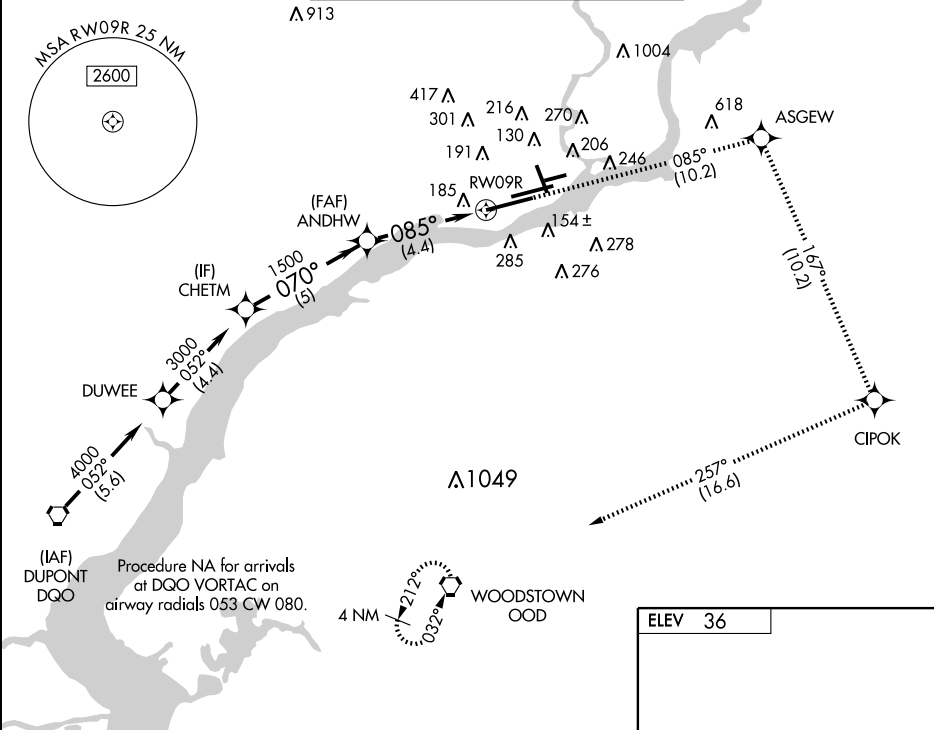 913
MSA RW09R 25 NM
2600
1004
417
301
216
270
618
130
ASGEW
191
206
246
085°
(10.2)
RW09R
185
(FAF)
ANDHW
085°
(4.4)
154 ±
278
285
276
167°
(10.2)
(IF)
CHETM
1500
070°
(5)
3000
052°
(4.4)
DUWEE
CIPOK
4000
052°
(5.6)
1049
257°
(16.6)
(IAF)
DUPONT
DQO
Procedure NA for arrivals
at DQO VORTAC on
airway radials 053 CW 080.
4 NM
212°
032°
WOODSTOWN
OOD
ELEV 36